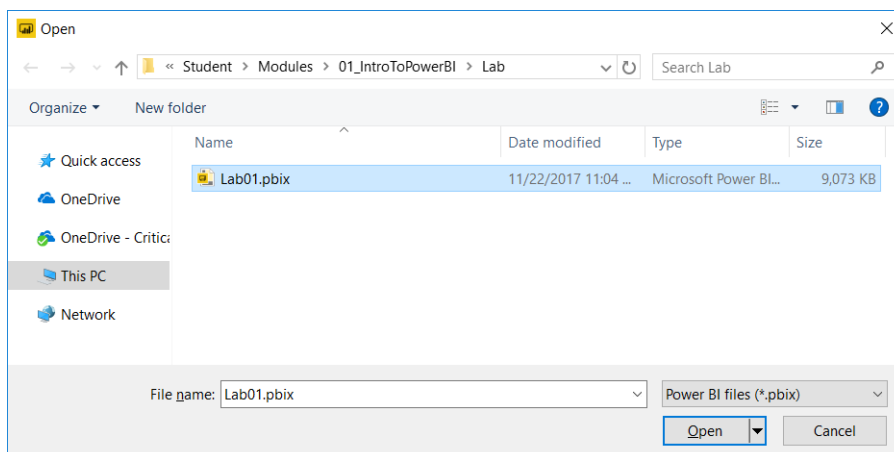 Open
« Student > Modules > 01_IntroToPowerBI > Lab
Search Lab
Organize
New folder
Name
Date modified
Type
Size
Quick access
OneDrive
OneDrive - Critica
This PC
Network
Lab01.pbix
11/22/2017 11:04 ...
Microsoft Power BI...
9,073 KB
File name:
Lab01.pbix
Power BI files (*.pbix)
Open
Cancel